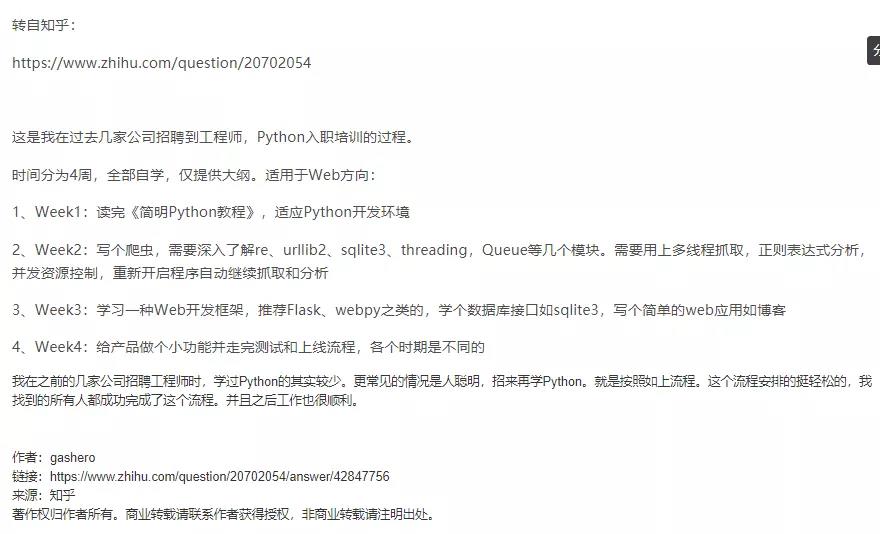 转自知乎：
https://www.zhihu.com/question/20702054
这是我在过去几家公司招聘到工程师，Python入职培训的过程。
时间分为4周，全部自学，仅提供大纲。适用于Web方向：
1、Week1：读完《简明Python教程》，适应Python开发环境
2、Week2：写个爬虫，需要深入了解re、urllib2、sqlite3、threading，Queue等几个模块。需要用上多线程抓取，正则表达式分析，
并发资源控制，重新开启程序自动继续抓取和分析
3、Week3：学习一种Web开发框架，推荐Flask、webpy之类的，学个数据库接口如sqlite3，写个简单的web应用如博客
4、Week4：给产品做个小功能并走完测试和上线流程，各个时期是不同的
我在之前的几家公司招聘工程师时，学过Python的其实较少。更常见的情况是人聪明，招来再学Python。就是按照如上流程。这个流程安排的挺轻松的，我
找到的所有人都成功完成了这个流程。并且之后工作也很顺利。
作者：gashero
链接：https://www.zhihu.com/question/20702054/answer/42847756
来源：知乎
著作权归作者所有。商业转载请联系作者获得授权，非商业转载请注明出处。